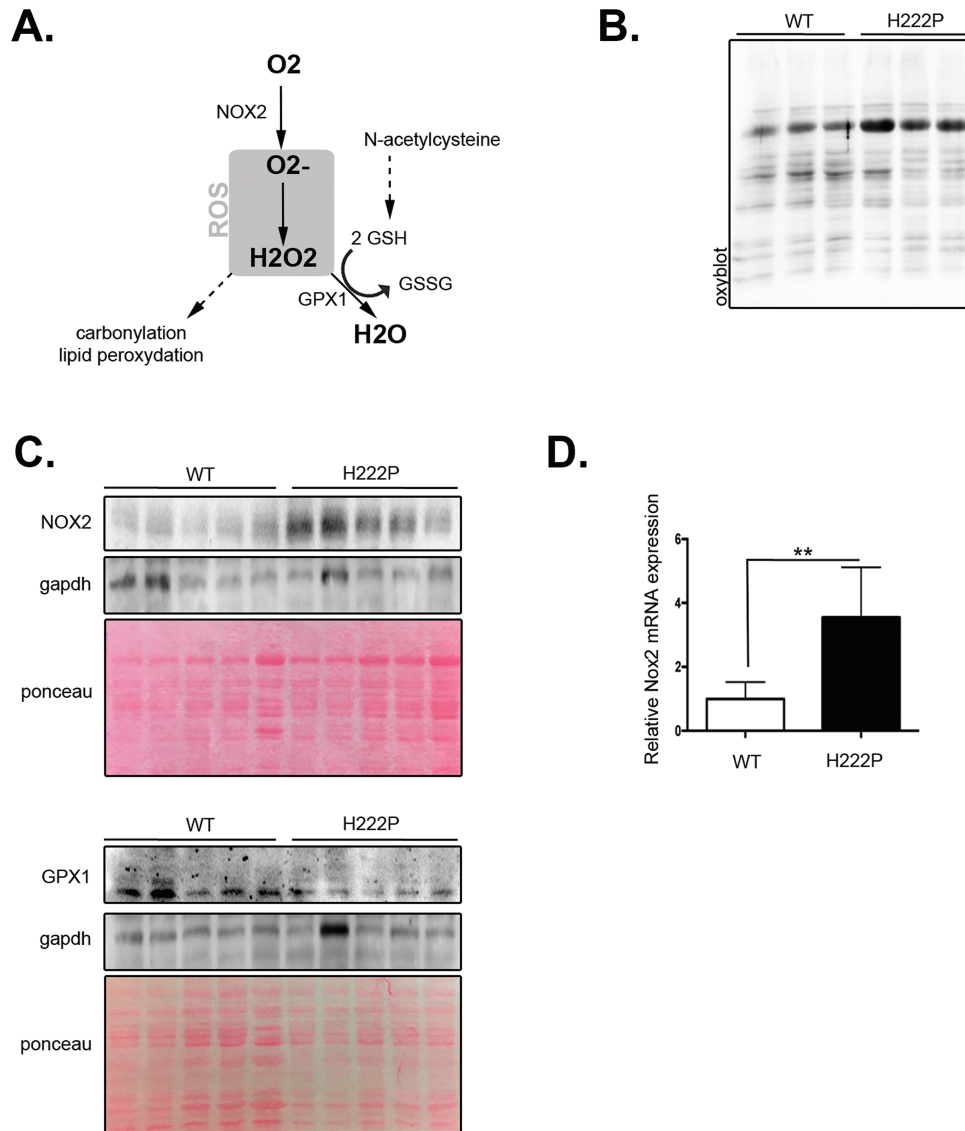 A.
O2
NOX2
N-acetylcysteine
O2-
ROS
2 GSH
H2O2
GSSG
GPX1
H2O
carbonylation
lipid peroxydation
B.
WT H222P
oxyblot
C.
WT H222P
NOX2
gapdh
ponceau
WT H222P
GPX1
gapdh
ponceau
D.
Relative Nox2 mRNA expression
6
**
4
2
0
WT H222P